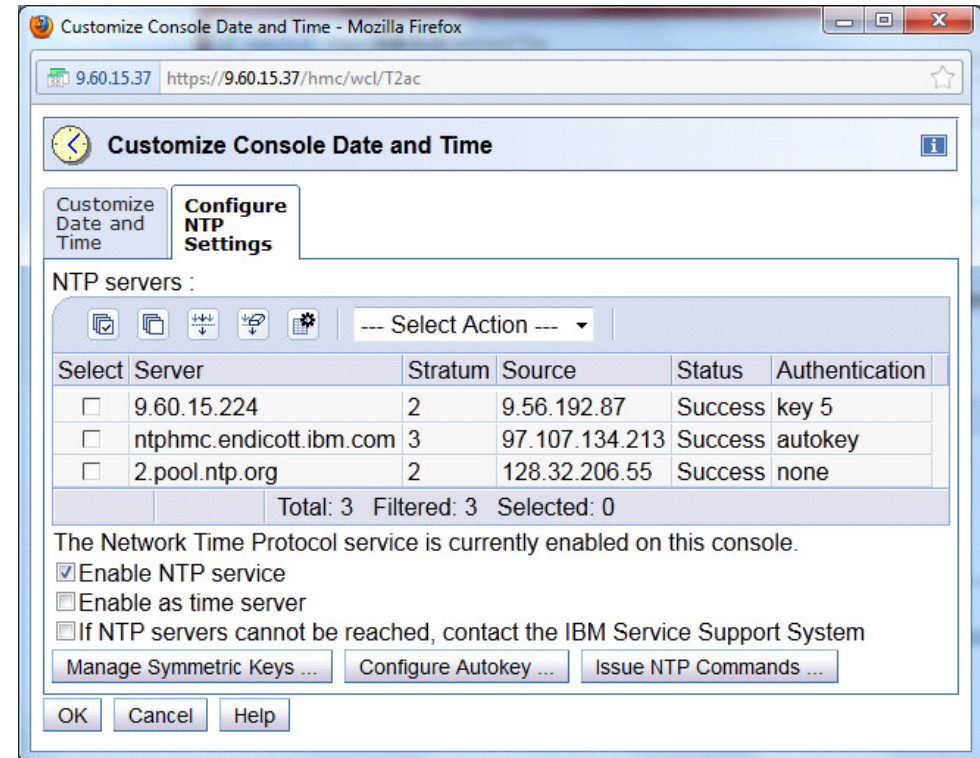 Customize Console Date and Time - Mozilla Firefox
9.60.15.37 https://9.60.15.37/hmc/wcl/T2ac
Customize Console Date and Time
Customize Date and Time
Configure NTP Settings
NTP servers :
--- Select Action ---
Select Server Stratum Source Status Authentication
9.60.15.224 2 9.56.192.87 Success key 5
ntphmc.endicott.ibm.com 3 97.107.134.213 Success autokey
2.pool.ntp.org 2 128.32.206.55 Success none
Total: 3 Filtered: 3 Selected: 0
The Network Time Protocol service is currently enabled on this console.
Enable NTP service
Enable as time server
If NTP servers cannot be reached, contact the IBM Service Support System
Manage Symmetric Keys ... Configure Autokey ... Issue NTP Commands ...
OK Cancel Help